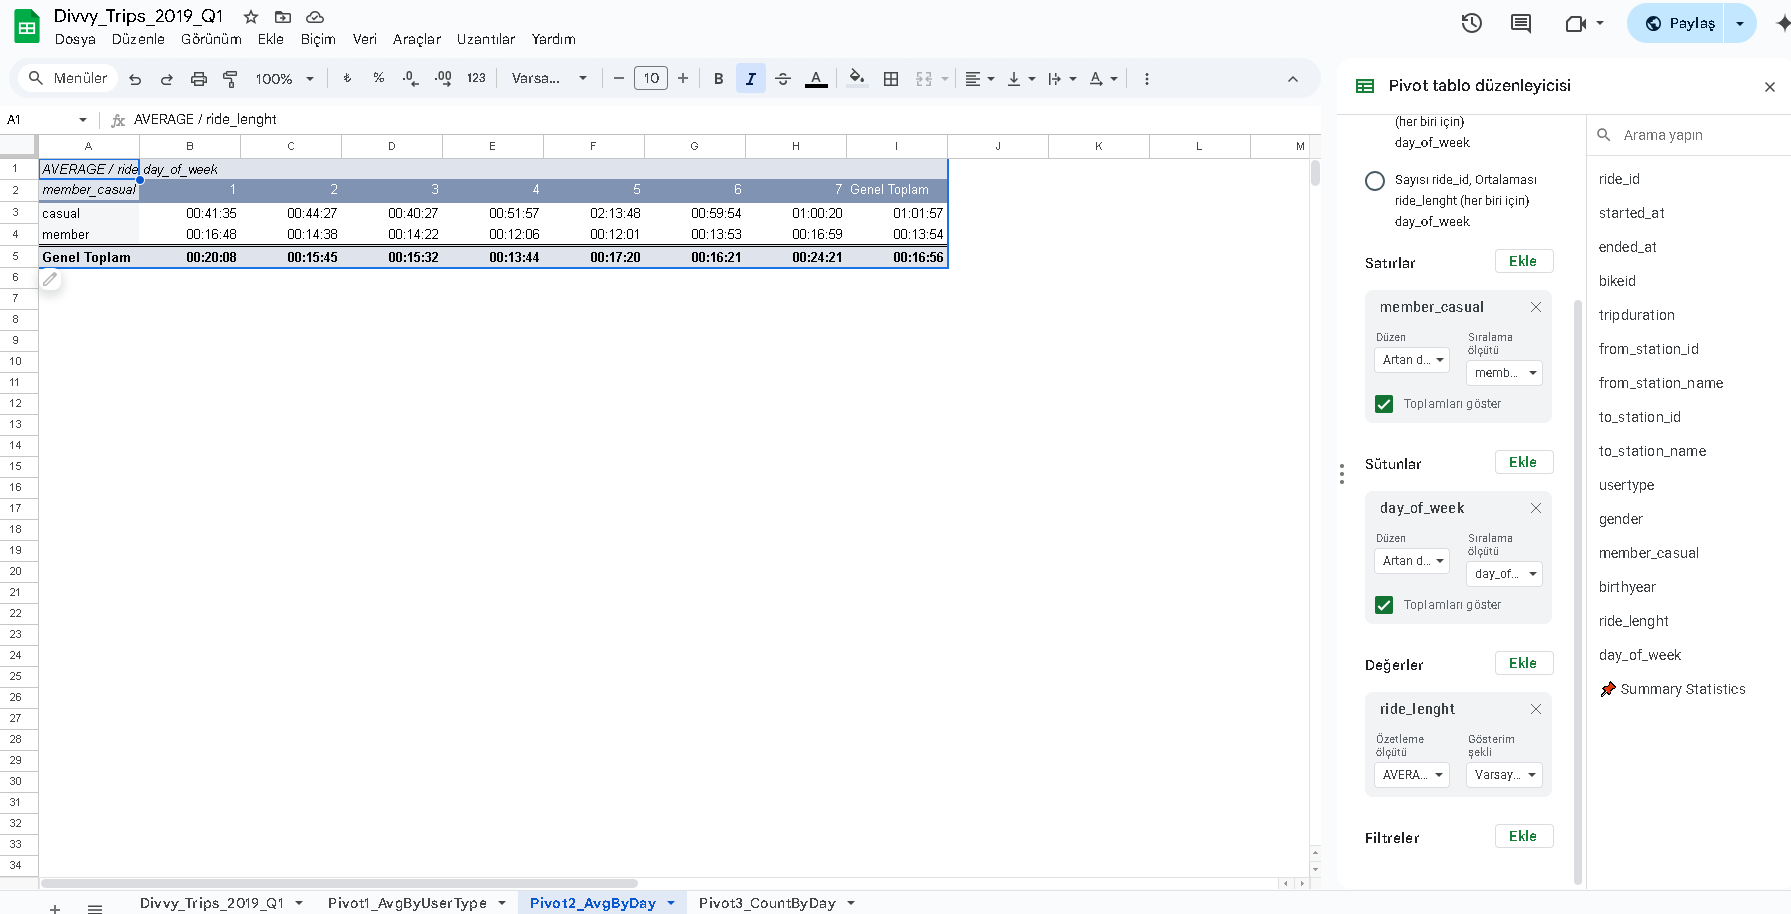 Divvy_Trips_2019_Q1
Dosya Düzenle Görünüm Ekle Biçim Veri Araçlar Uzantılar Yardım
Paylaş
Menüler 100% ₺ % .0 .00 123 Varsa... 10 B I A
A1 fx AVERAGE / ride_lenght
A B C D E F G H I J K L M
1 AVERAGE / ride day_of_week
2 member_casual 1 2 3 4 5 6 7 Genel Toplam
3 casual 00:41:35 00:44:27 00:40:27 00:51:57 02:13:48 00:59:54 01:00:20 01:01:57
4 member 00:16:48 00:14:38 00:14:22 00:12:06 00:12:01 00:13:53 00:16:59 00:13:54
5 Genel Toplam 00:20:08 00:15:45 00:15:32 00:13:44 00:17:20 00:16:21 00:24:21 00:16:56
6
7
8
9
10
11
12
13
14
15
16
17
18
19
20
21
22
23
24
25
26
27
28
29
30
31
32
33
34
Divvy_Trips_2019_Q1 Pivot1_AvgByUserType Pivot2_AvgByDay Pivot3_CountByDay
Pivot tablo düzenleyicisi
(her biri için)
day_of_week
Sayısı ride_id, Ortalaması
ride_lenght (her biri için)
day_of_week
Satırlar Ekle
member_casual
Düzen Sıralama
ölçütü
Artan d... memb...
Toplamları göster
Sütunlar Ekle
day_of_week
Düzen Sıralama
ölçütü
Artan d... day_of...
Toplamları göster
Değerler Ekle
ride_lenght
Özetleme Gösterim
ölçütü şekli
AVERA... Varsay...
Filtreler Ekle
Arama yapın
ride_id
started_at
ended_at
bikeid
tripduration
from_station_id
from_station_name
to_station_id
to_station_name
usertype
gender
member_casual
birthyear
ride_lenght
day_of_week
📌 Summary Statistics